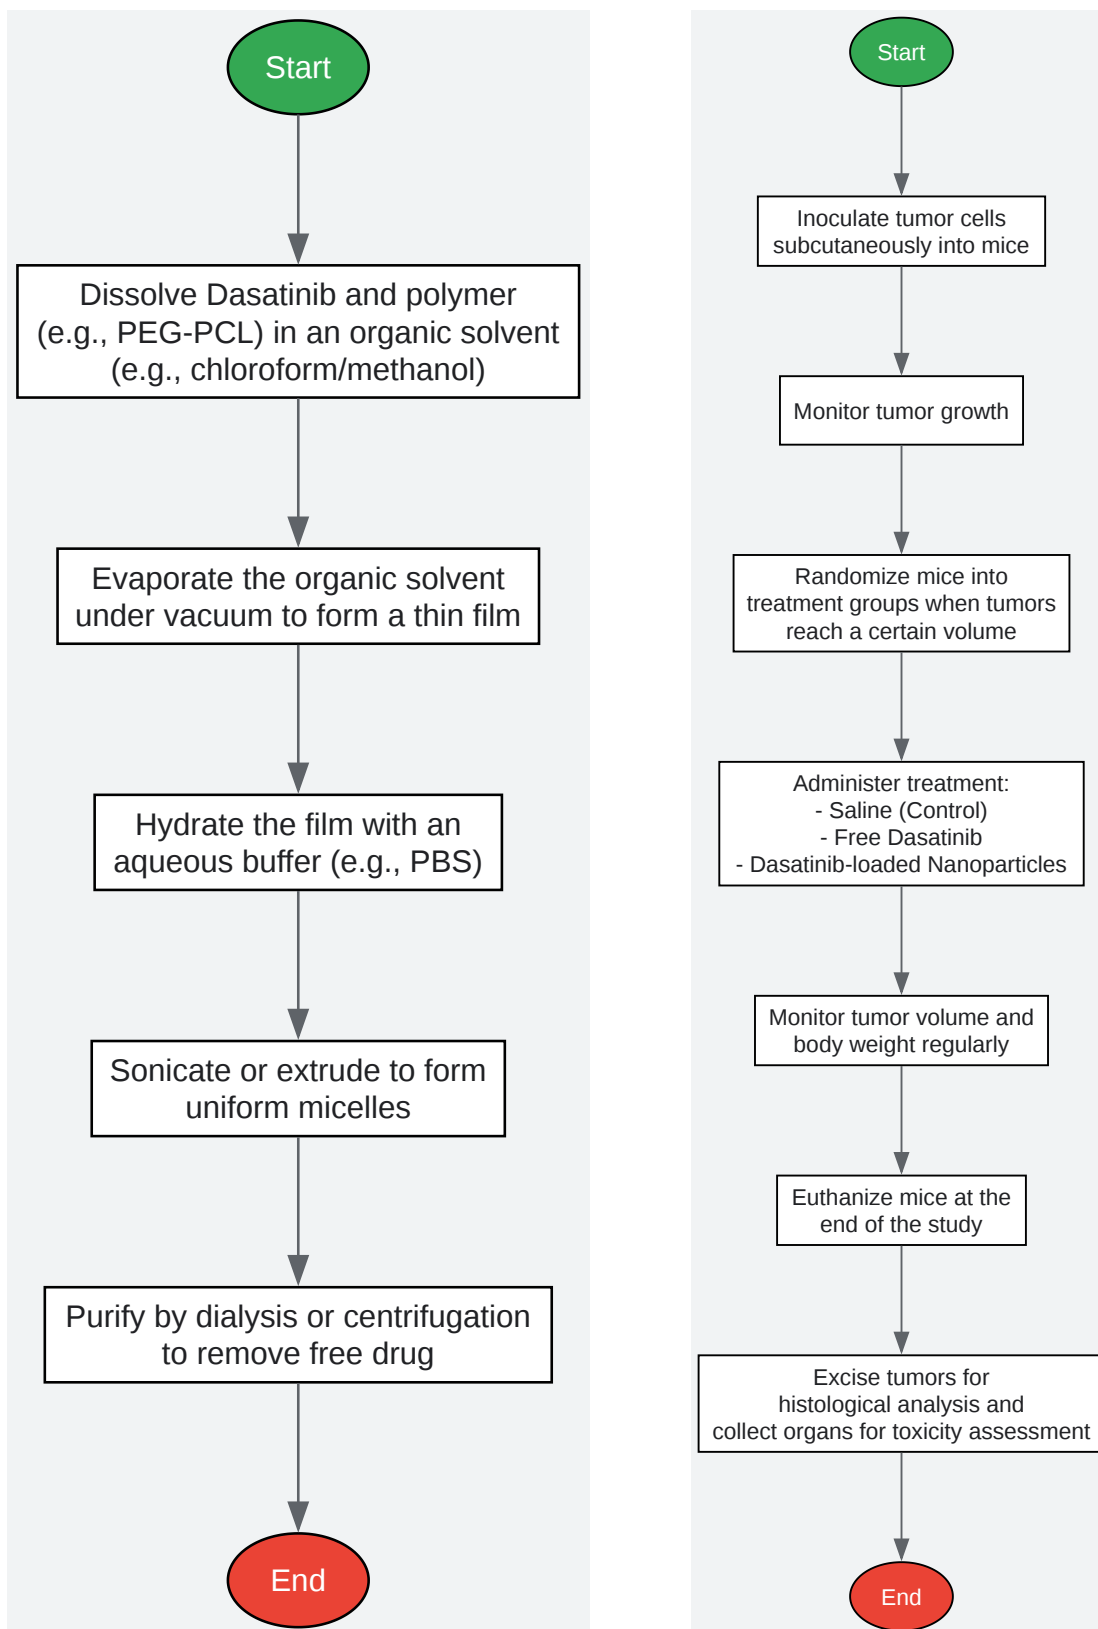 Start
Dissolve Dasatinib and polymer
(e.g., PEG-PCL) in an organic solvent
(e.g., chloroform/methanol)
Evaporate the organic solvent
under vacuum to form a thin film
Hydrate the film with an
aqueous buffer (e.g., PBS)
Sonicate or extrude to form
uniform micelles
Purify by dialysis or centrifugation
to remove free drug
End
Start
Inoculate tumor cells
subcutaneously into mice
Monitor tumor growth
Randomize mice into
treatment groups when tumors
reach a certain volume
Administer treatment:
- Saline (Control)
- Free Dasatinib
- Dasatinib-loaded Nanoparticles
Monitor tumor volume and
body weight regularly
Euthanize mice at the
end of the study
Excise tumors for
histological analysis and
collect organs for toxicity assessment
End